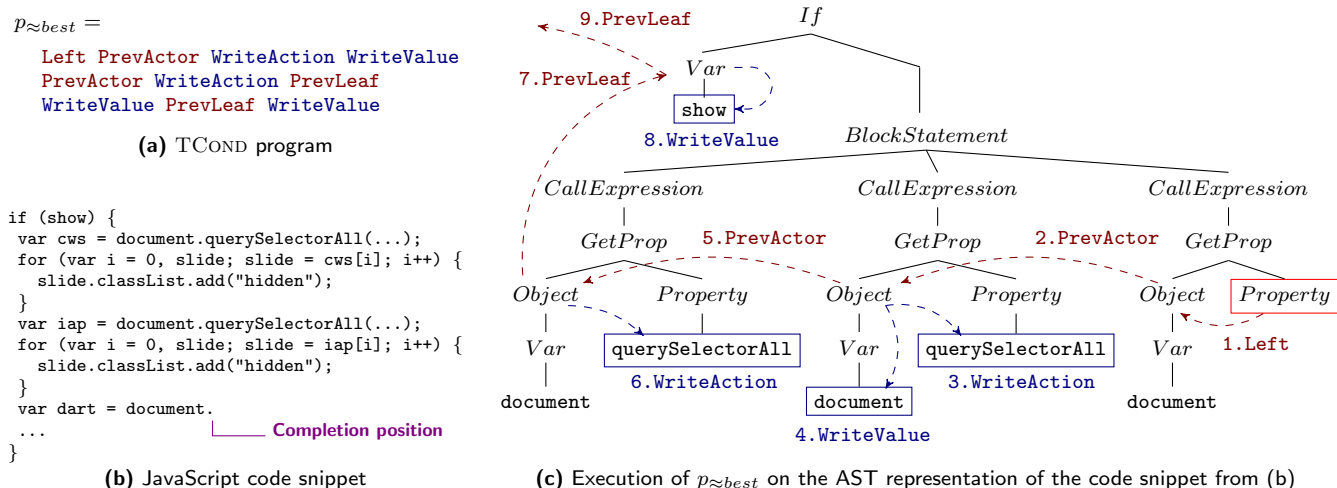 p≈best =
Left PrevActor WriteAction WriteValue
PrevActor WriteAction PrevLeaf
WriteValue PrevLeaf WriteValue
(a) TCOND program
if (show) {
var cws = document.querySelectorAll(...);
for (var i = 0, slide; slide = cws[i]; i++) {
slide.classList.add("hidden");
}
var iap = document.querySelectorAll(...);
for (var i = 0, slide; slide = iap[i]; i++) {
slide.classList.add("hidden");
}
var dart = document.
...
Completion position
}
(b) JavaScript code snippet
9.PrevLeaf
If
7.PrevLeaf
Var
show
8.WriteValue
BlockStatement
CallExpression CallExpression CallExpression
GetProp 5.PrevActor GetProp 2.PrevActor GetProp
Object Property Object Property Object Property
1.Left
Var querySelectorAll Var querySelectorAll Var
6.WriteAction 3.WriteAction
document document document
4.WriteValue
(c) Execution of p≈best on the AST representation of the code snippet from (b)